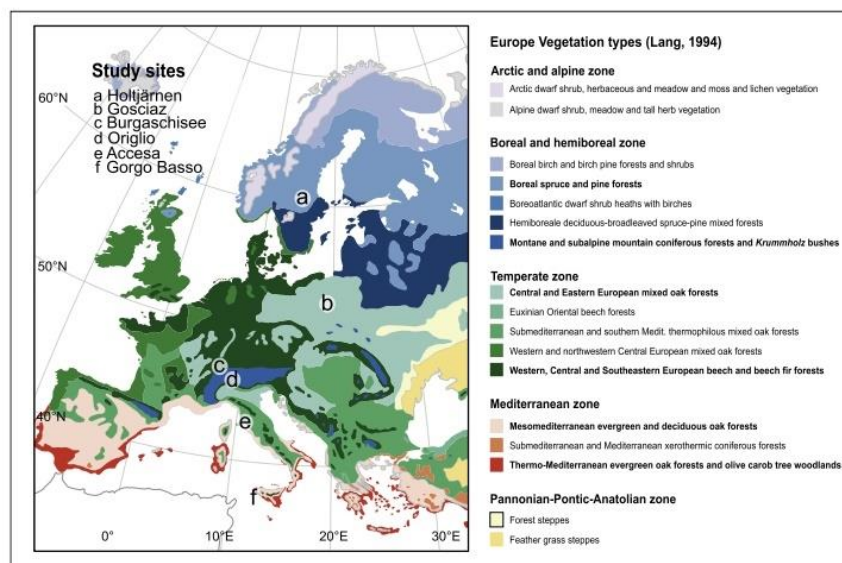 Study sites
a Holtjärnen
b Gosciaz
c Burgaschisee
d Origlio
e Accesa
f Gorgo Basso
60°N
50°N
40°N
a
b
c
d
e
f
0°
10°E
20°E
30°E
Europe Vegetation types (Lang, 1994)
Arctic and alpine zone
Arctic dwarf shrub, herbaceous and meadow and moss and lichen vegetation
Alpine dwarf shrub, meadow and tall herb vegetation
Boreal and hemiboreal zone
Boreal birch and birch pine forests and shrubs
Boreal spruce and pine forests
Boreoatlantic dwarf shrub heaths with birches
Hemiboreale deciduous-broadleaved spruce-pine mixed forests
Montane and subalpine mountain coniferous forests and Krummholz bushes
Temperate zone
Central and Eastern European mixed oak forests
Euxinian Oriental beech forests
Submediterranean and southern Medit. thermophilous mixed oak forests
Western and northwestern Central European mixed oak forests
Western, Central and Southeastern European beech and beech fir forests
Mediterranean zone
Mesomediterranean evergreen and deciduous oak forests
Submediterranean and Mediterranean xerothermic coniferous forests
Thermo-Mediterranean evergreen oak forests and olive carob tree woodlands
Pannonian-Pontic-Anatolian zone
Forest steppes
Feather grass steppes